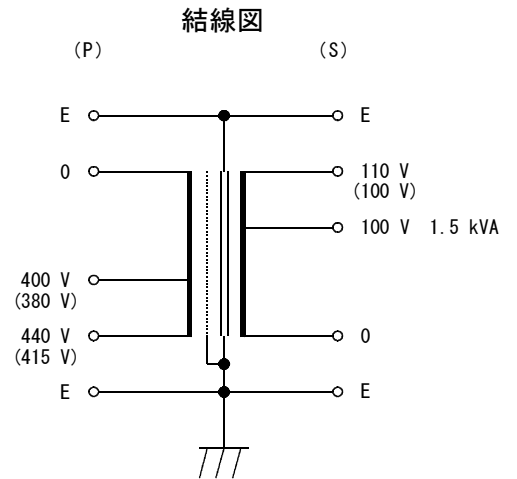 結線図
(P) (S)
E E
0 110 V
(100 V)
100 V 1.5 kVA
400 V
(380 V)
440 V 0
(415 V)
E E